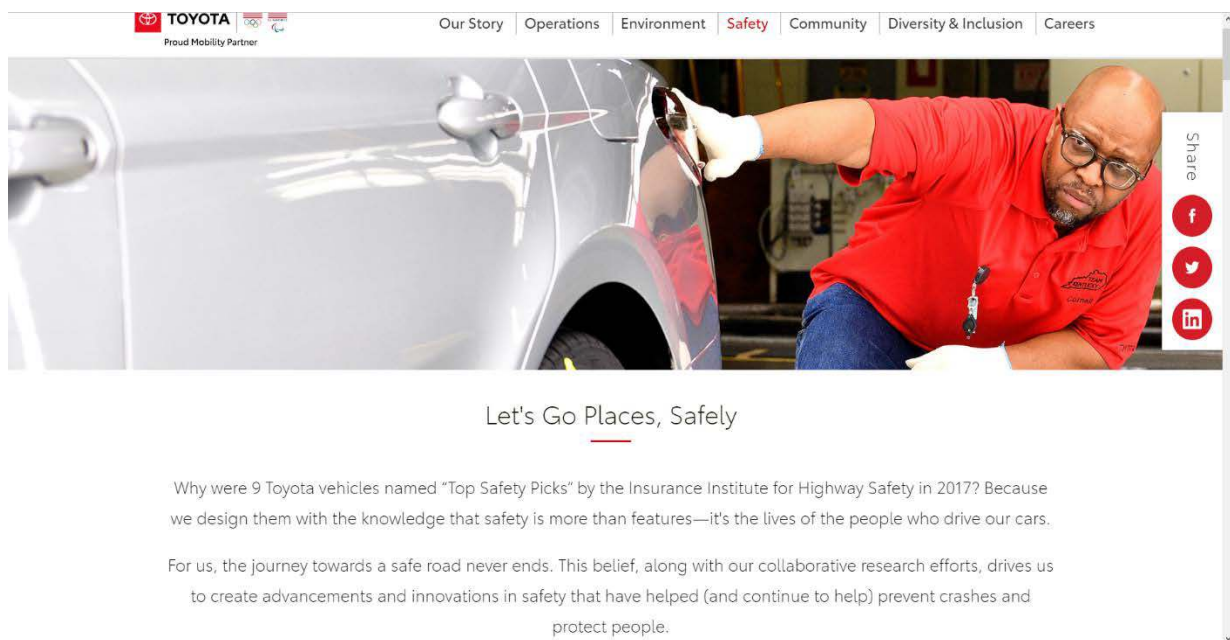 TOYOTA
Proud Mobility Partner
Our Story
Operations
Environment
Safety
Community
Diversity & Inclusion
Careers
Share
f
in
TEAM
KENTUCKY
Let's Go Places, Safely
Why were 9 Toyota vehicles named “Top Safety Picks” by the Insurance Institute for Highway Safety in 2017? Because
we design them with the knowledge that safety is more than features—it's the lives of the people who drive our cars.
For us, the journey towards a safe road never ends. This belief, along with our collaborative research efforts, drives us
to create advancements and innovations in safety that have helped (and continue to help) prevent crashes and
protect people.